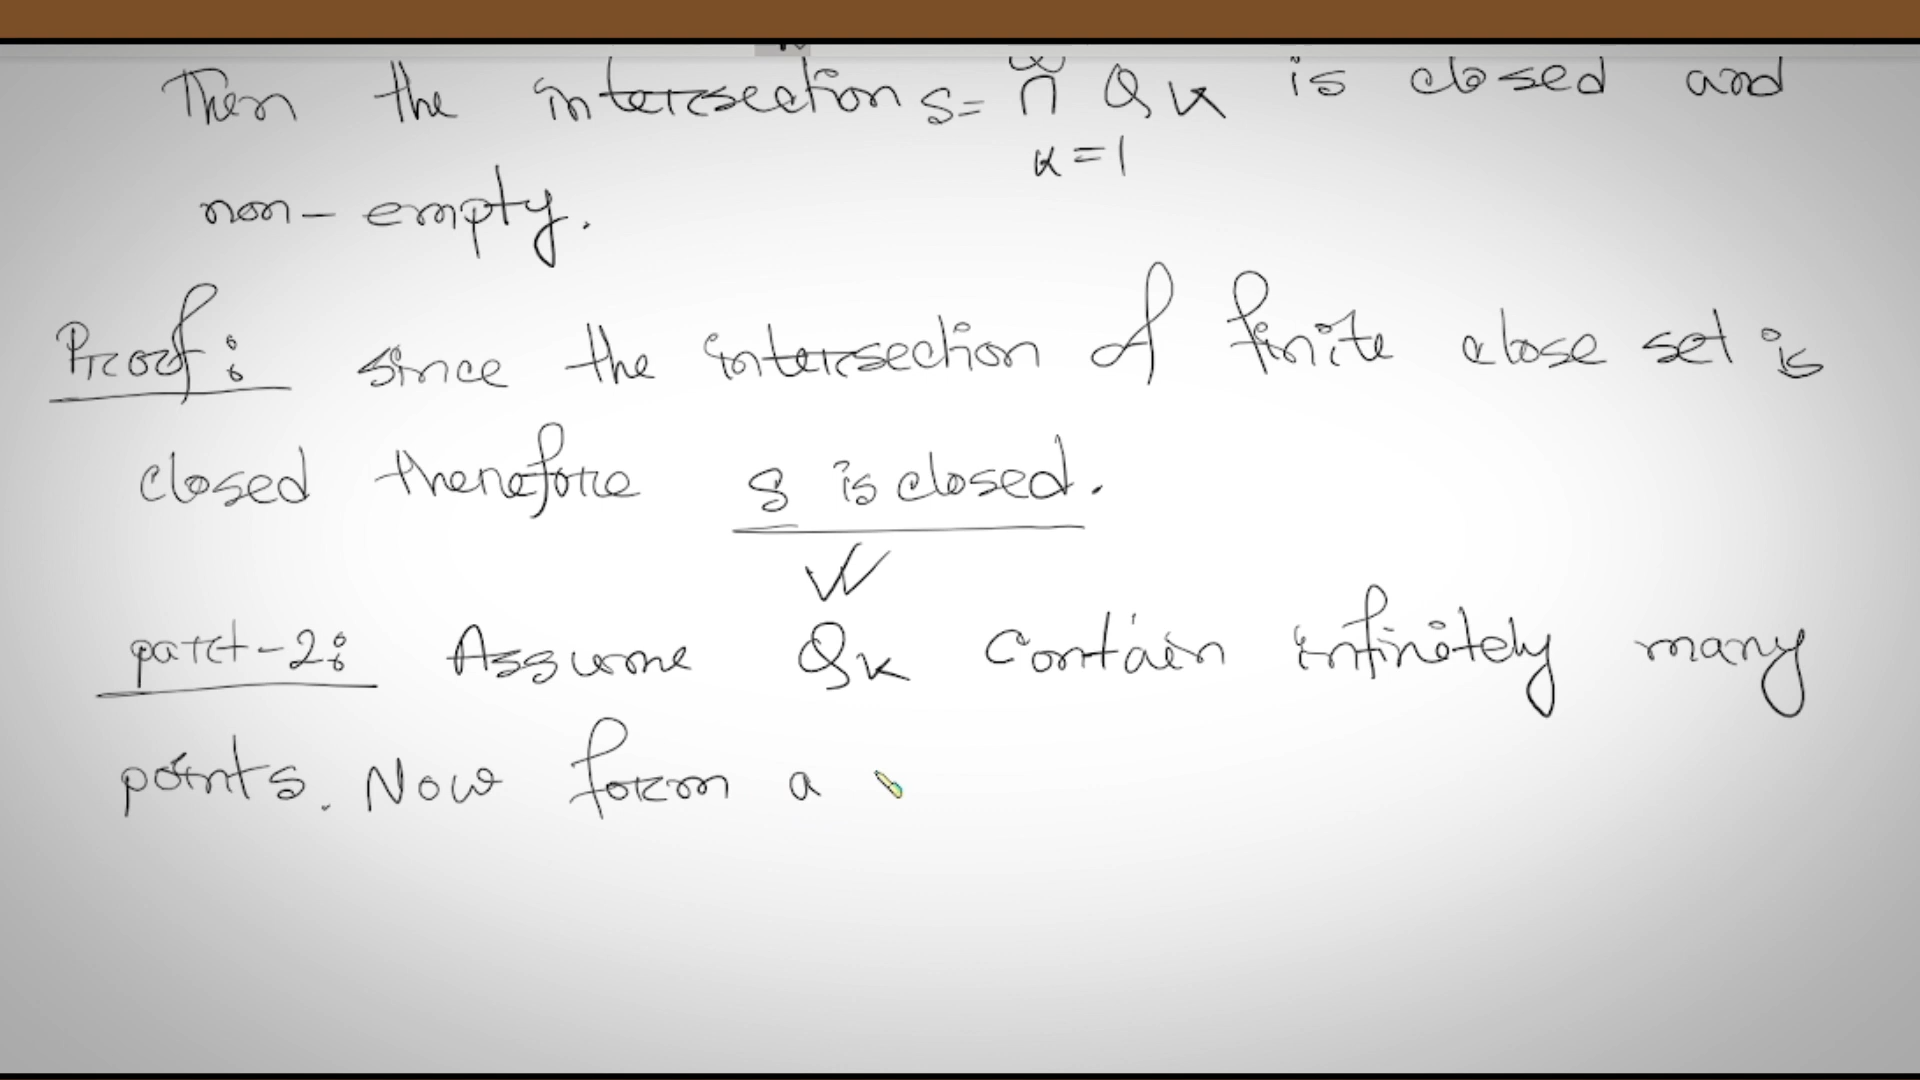 Then the intersection S= ∞∩ Qk is closed and
k=1
non-empty.
Proof: since the intersection of finite close set is
closed therefore S is closed.
part-2: Assume Qk contain infinitely many
points. Now form a